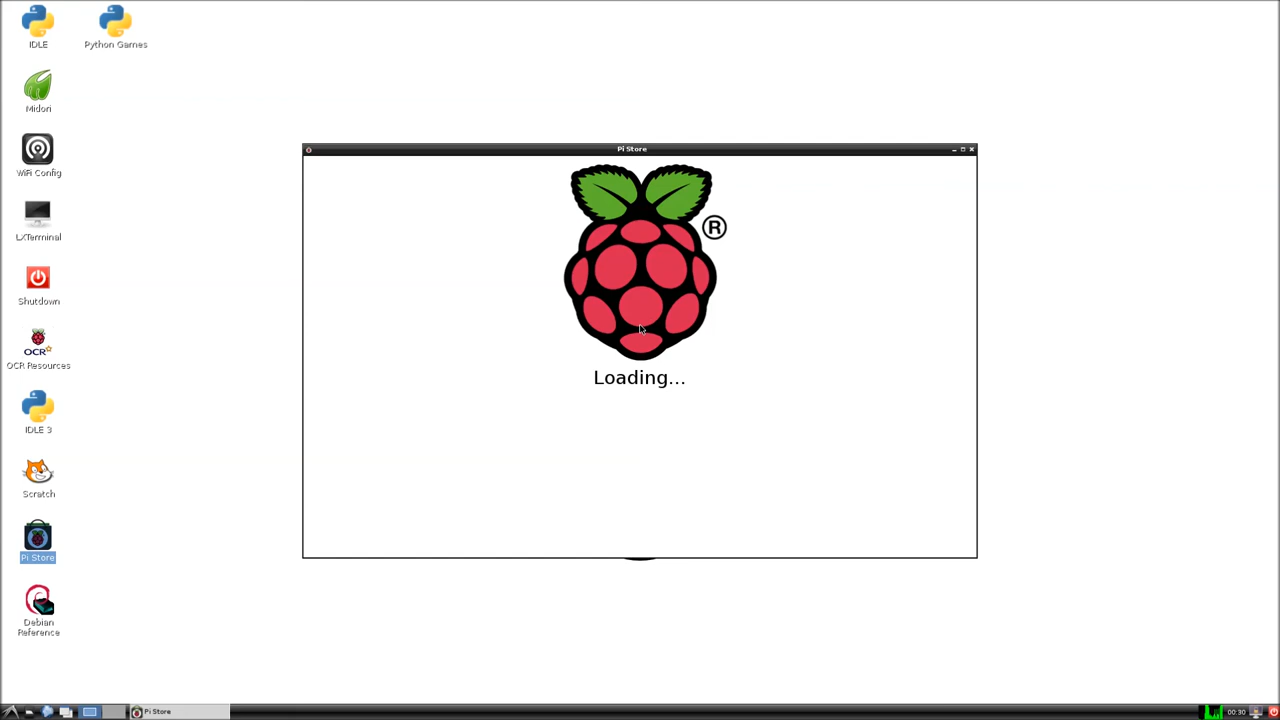 IDLE
Python Games
Midori
WiFi Config
LXTerminal
Shutdown
OCR
OCR Resources
IDLE 3
Scratch
Pi Store
Debian
Reference
Pi Store
®
Loading...
Pi Store
00:30